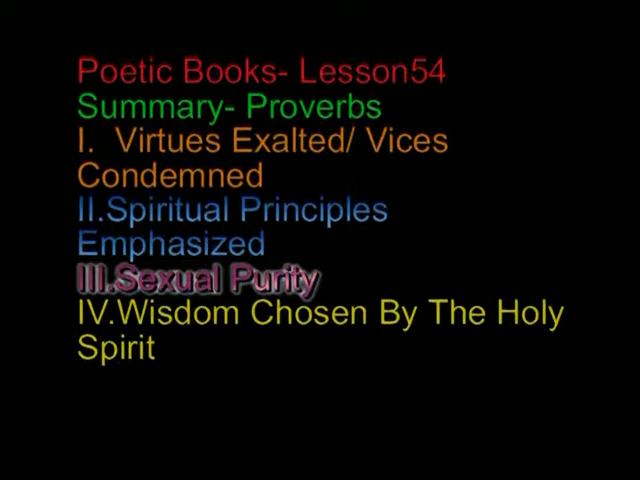 Poetic Books- Lesson54
Summary- Proverbs
I.  Virtues Exalted/ Vices
Condemned
II.Spiritual Principles
Emphasized
III.Sexual Purity
IV.Wisdom Chosen By The Holy
Spirit